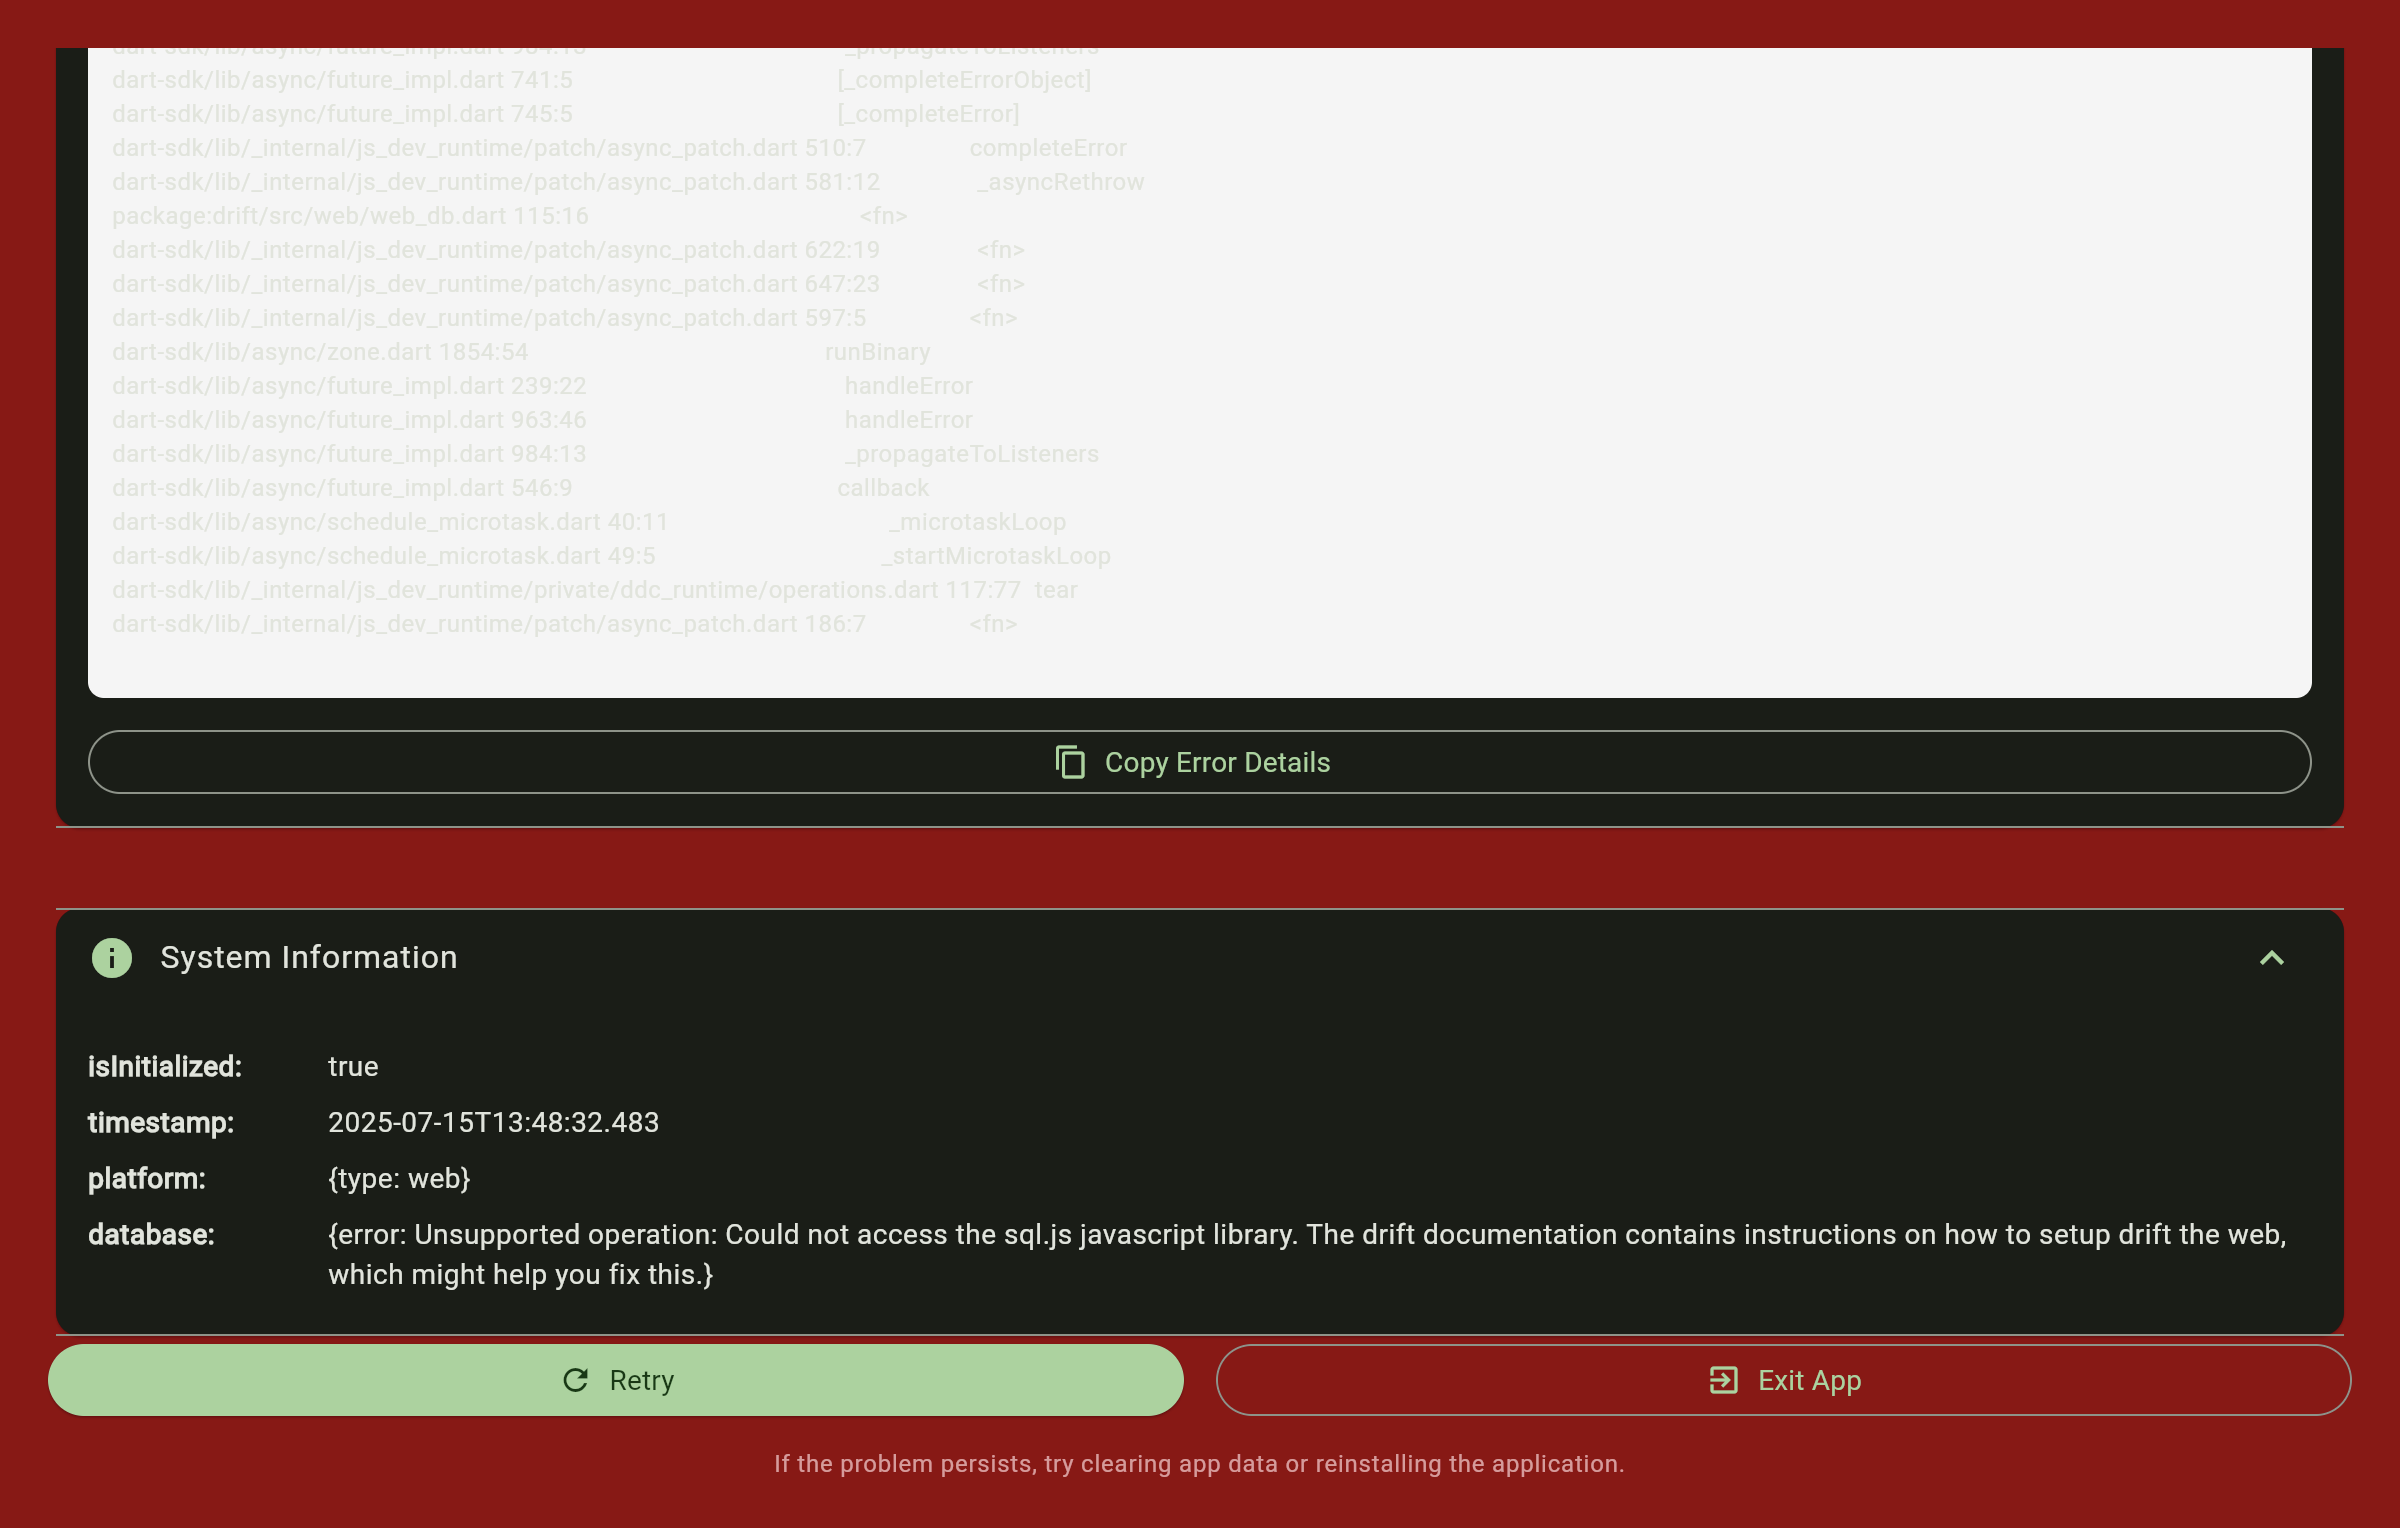 dart-sdk/lib/async/future_impl.dart 984:13 _propagateToListeners
dart-sdk/lib/async/future_impl.dart 741:5 [_completeErrorObject]
dart-sdk/lib/async/future_impl.dart 745:5 [_completeError]
dart-sdk/lib/_internal/js_dev_runtime/patch/async_patch.dart 510:7 completeError
dart-sdk/lib/_internal/js_dev_runtime/patch/async_patch.dart 581:12 _asyncRethrow
package:drift/src/web/web_db.dart 115:16 <fn>
dart-sdk/lib/_internal/js_dev_runtime/patch/async_patch.dart 622:19 <fn>
dart-sdk/lib/_internal/js_dev_runtime/patch/async_patch.dart 647:23 <fn>
dart-sdk/lib/_internal/js_dev_runtime/patch/async_patch.dart 597:5 <fn>
dart-sdk/lib/async/zone.dart 1854:54 runBinary
dart-sdk/lib/async/future_impl.dart 239:22 handleError
dart-sdk/lib/async/future_impl.dart 963:46 handleError
dart-sdk/lib/async/future_impl.dart 984:13 _propagateToListeners
dart-sdk/lib/async/future_impl.dart 546:9 callback
dart-sdk/lib/async/schedule_microtask.dart 40:11 _microtaskLoop
dart-sdk/lib/async/schedule_microtask.dart 49:5 _startMicrotaskLoop
dart-sdk/lib/_internal/js_dev_runtime/private/ddc_runtime/operations.dart 117:77 tear
dart-sdk/lib/_internal/js_dev_runtime/patch/async_patch.dart 186:7 <fn>
Copy Error Details
System Information
isInitialized: true
timestamp: 2025-07-15T13:48:32.483
platform: {type: web}
database: {error: Unsupported operation: Could not access the sql.js javascript library. The drift documentation contains instructions on how to setup drift the web,
which might help you fix this.}
Retry
Exit App
If the problem persists, try clearing app data or reinstalling the application.